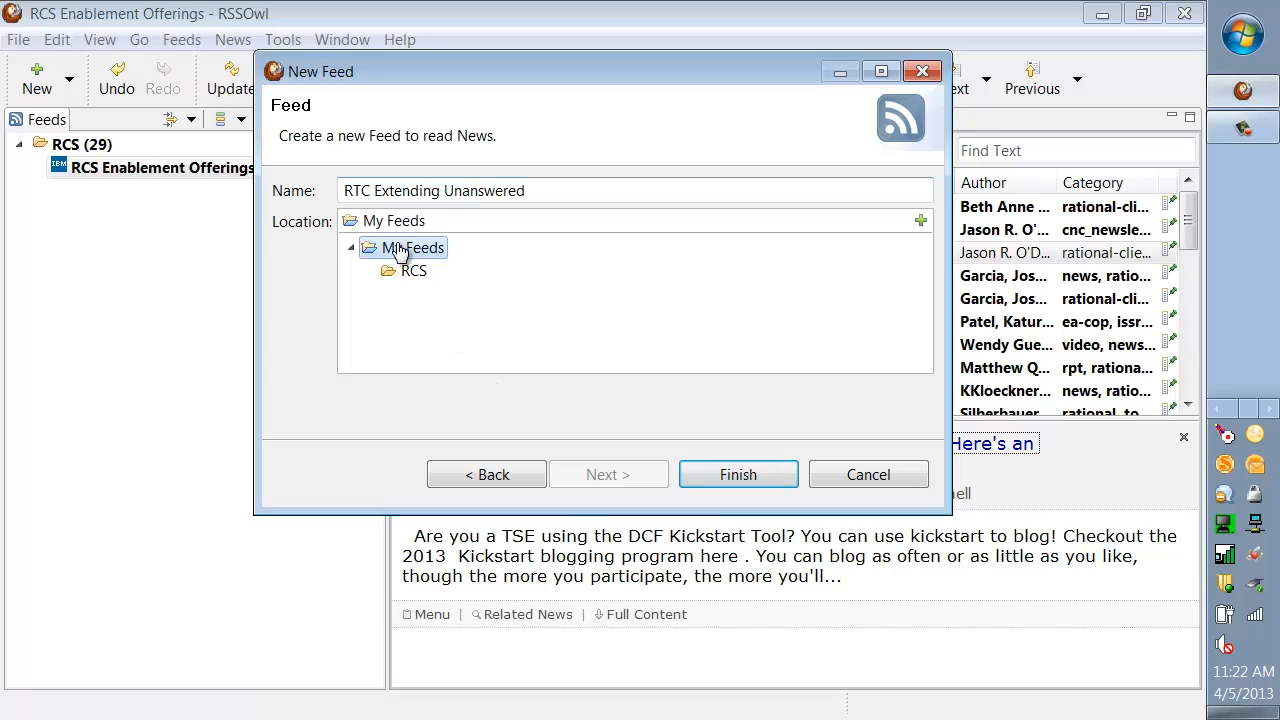 RCS Enablement Offerings - RSSOwl
File Edit View Go Feeds News Tools Window Help
New Undo Redo Update Previous
New Feed
Feed
Create a new Feed to read News.
Name: RTC Extending Unanswered
Location: My Feeds
My Feeds
RCS
< Back Next > Finish Cancel
Feeds
RCS (29)
IBM RCS Enablement Offerings
Find Text
Author Category
Beth Anne ... rational-cli...
Jason R. O'... cnc_newsle...
Jason R. O'D... rational-clie...
Garcia, Jos... news, ratio...
Garcia, Jos... rational-cli...
Patel, Katur... ea-cop, issr...
Wendy Gue... video, news...
Matthew Q... rpt, rationa...
KKloeckner... news, ratio...
Silberbauer rational, to
Here's an
Are you a TSE using the DCF Kickstart Tool? You can use kickstart to blog! Checkout the
2013 Kickstart blogging program here . You can blog as often or as little as you like,
though the more you participate, the more you'll...
Menu | Related News | Full Content
11:22 AM
4/5/2013